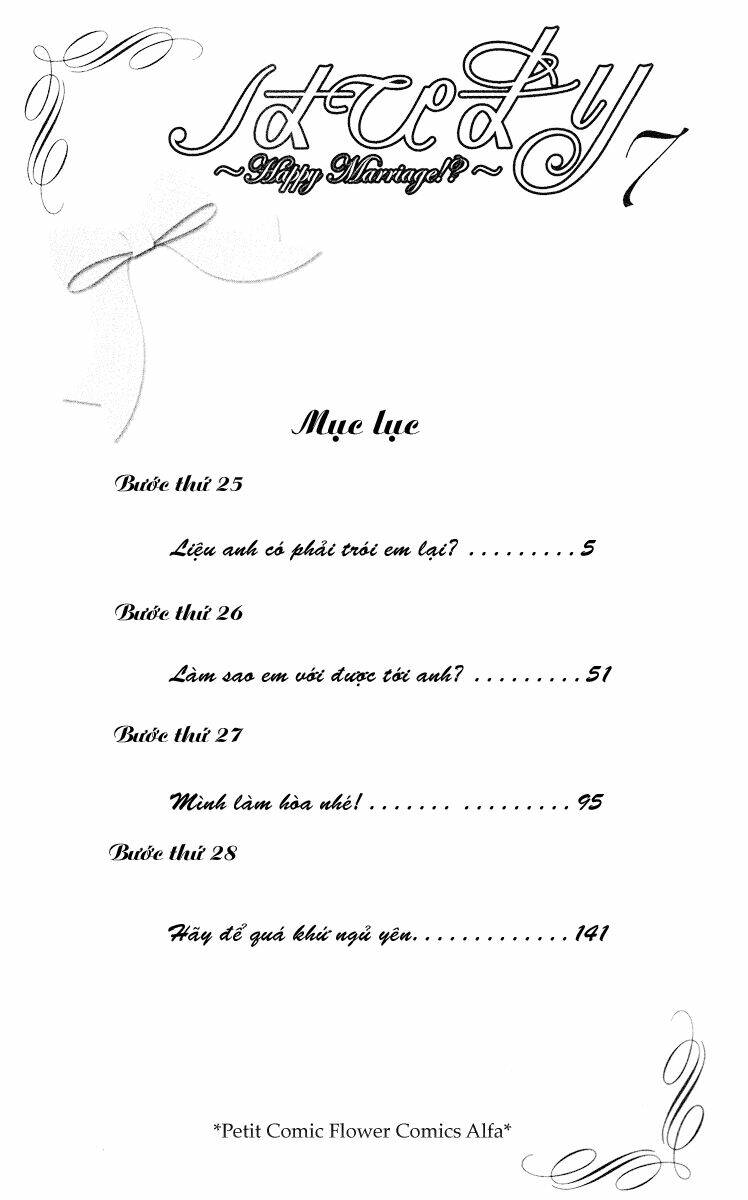 ~Happy Marriage!?~
7
Mục lục
Bước thứ 25
Liệu anh có phải trói em lại? ......... 5
Bước thứ 26
Làm sao em với được tới anh? ......... 51
Bước thứ 27
Mình làm hòa nhé! ....... ......... 95
Bước thứ 28
Hãy để quá khứ ngủ yên............. 141
*Petit Comic Flower Comics Alfa*